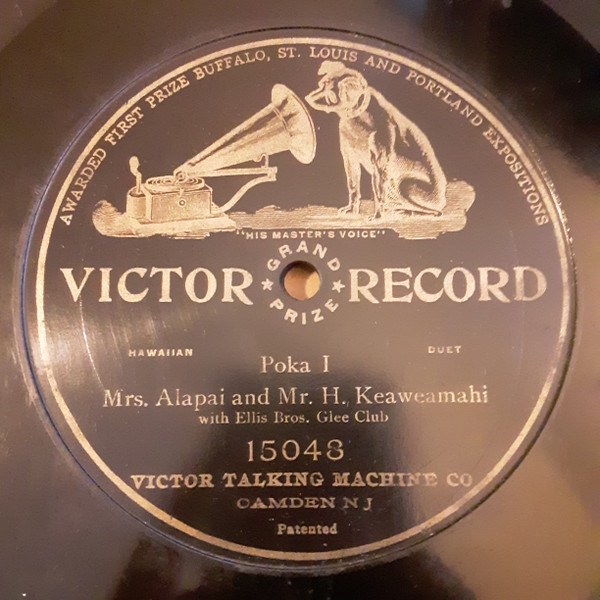 AWARDED FIRST PRIZE BUFFALO, ST. LOUIS AND PORTLAND EXPOSITIONS
"HIS MASTER'S VOICE"
VICTOR RECORD
GRAND PRIZE
HAWAIIAN DUET
Poka I
Mrs. Alapai and Mr. H. Keaweamahi
with Ellis Bros. Glee Club
15048
VICTOR TALKING MACHINE CO
CAMDEN N J
Patented